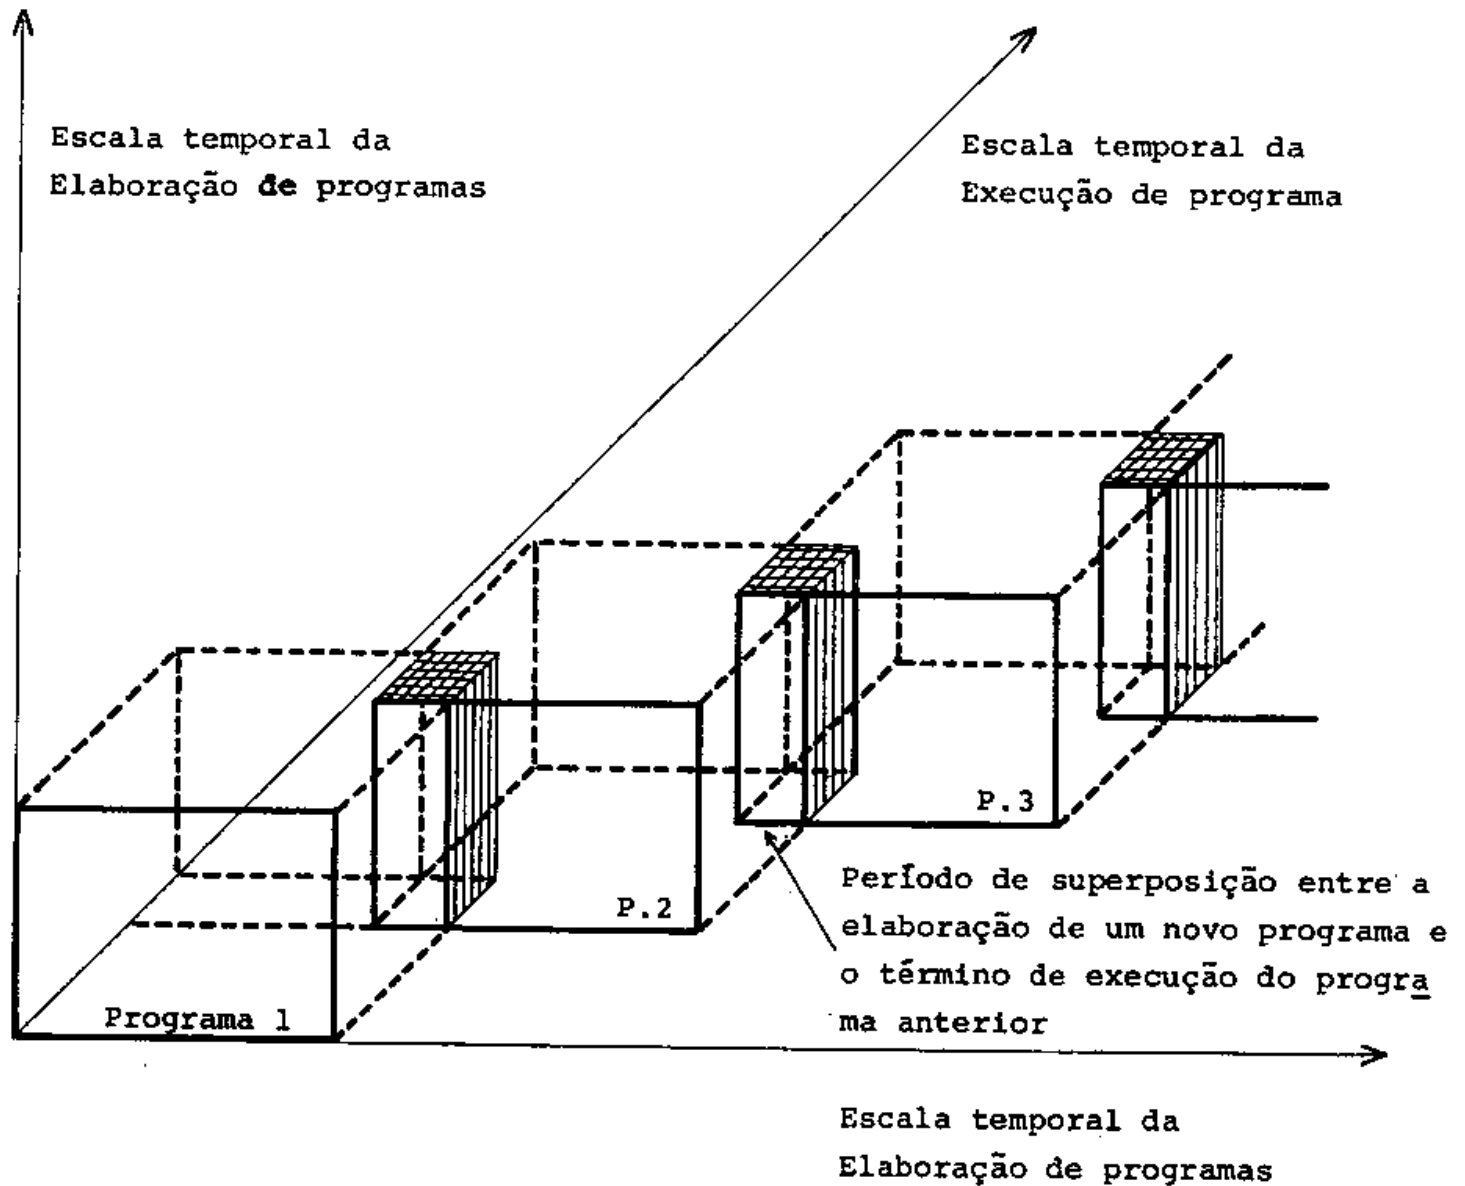 Escala temporal da
Elaboração de programas
Escala temporal da
Execução de programa
P.3
Período de superposição entre a
elaboração de um novo programa e
o término de execução do progra
ma anterior
P.2
Programa 1
Escala temporal da
Elaboração de programas